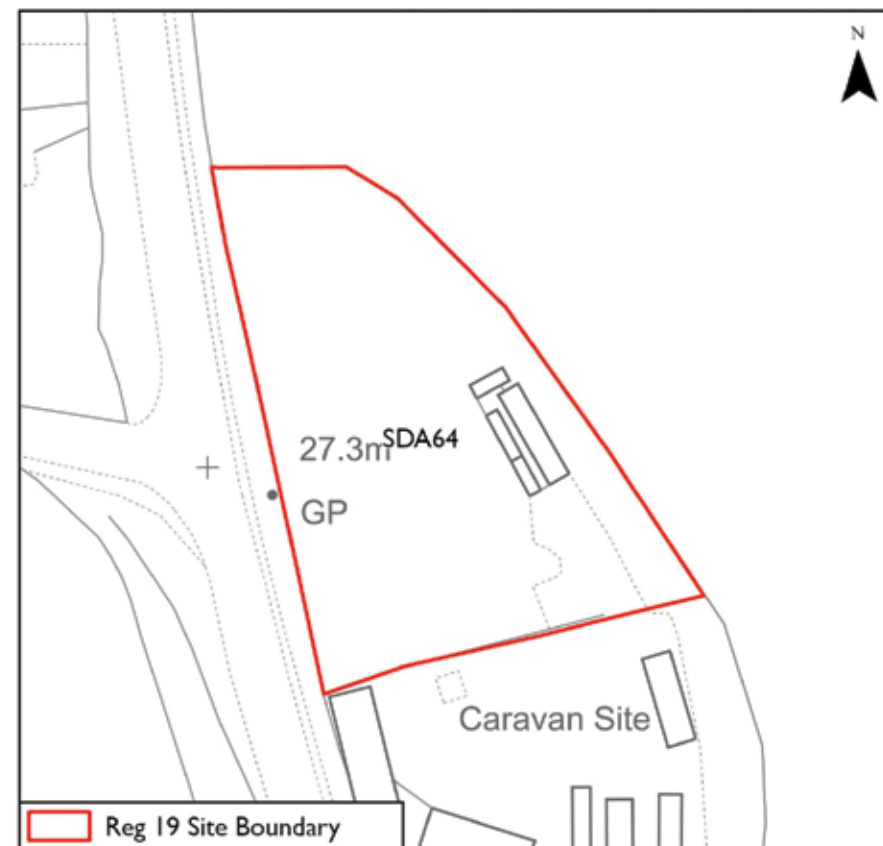 N
27.3m
SDA64
GP
Caravan Site
Reg 19 Site Boundary